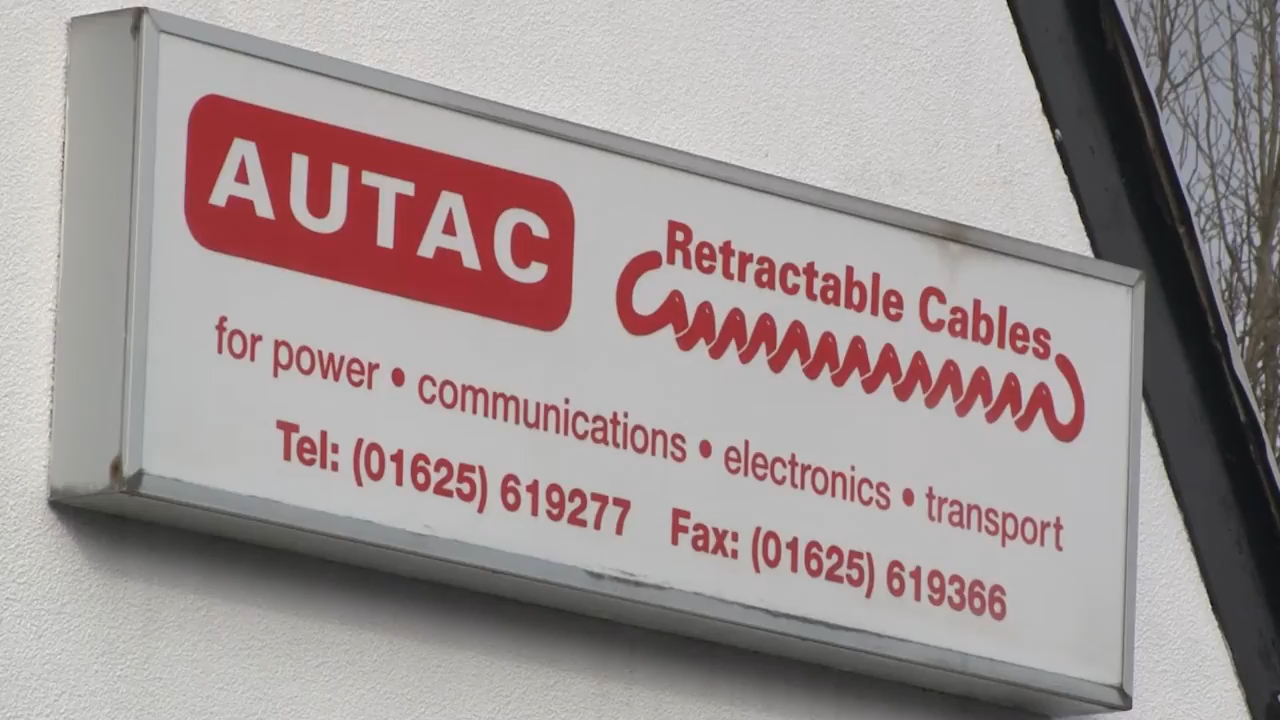 AUTAC
Retractable Cables
for power • communications • electronics • transport
Tel: (01625) 619277 Fax: (01625) 619366